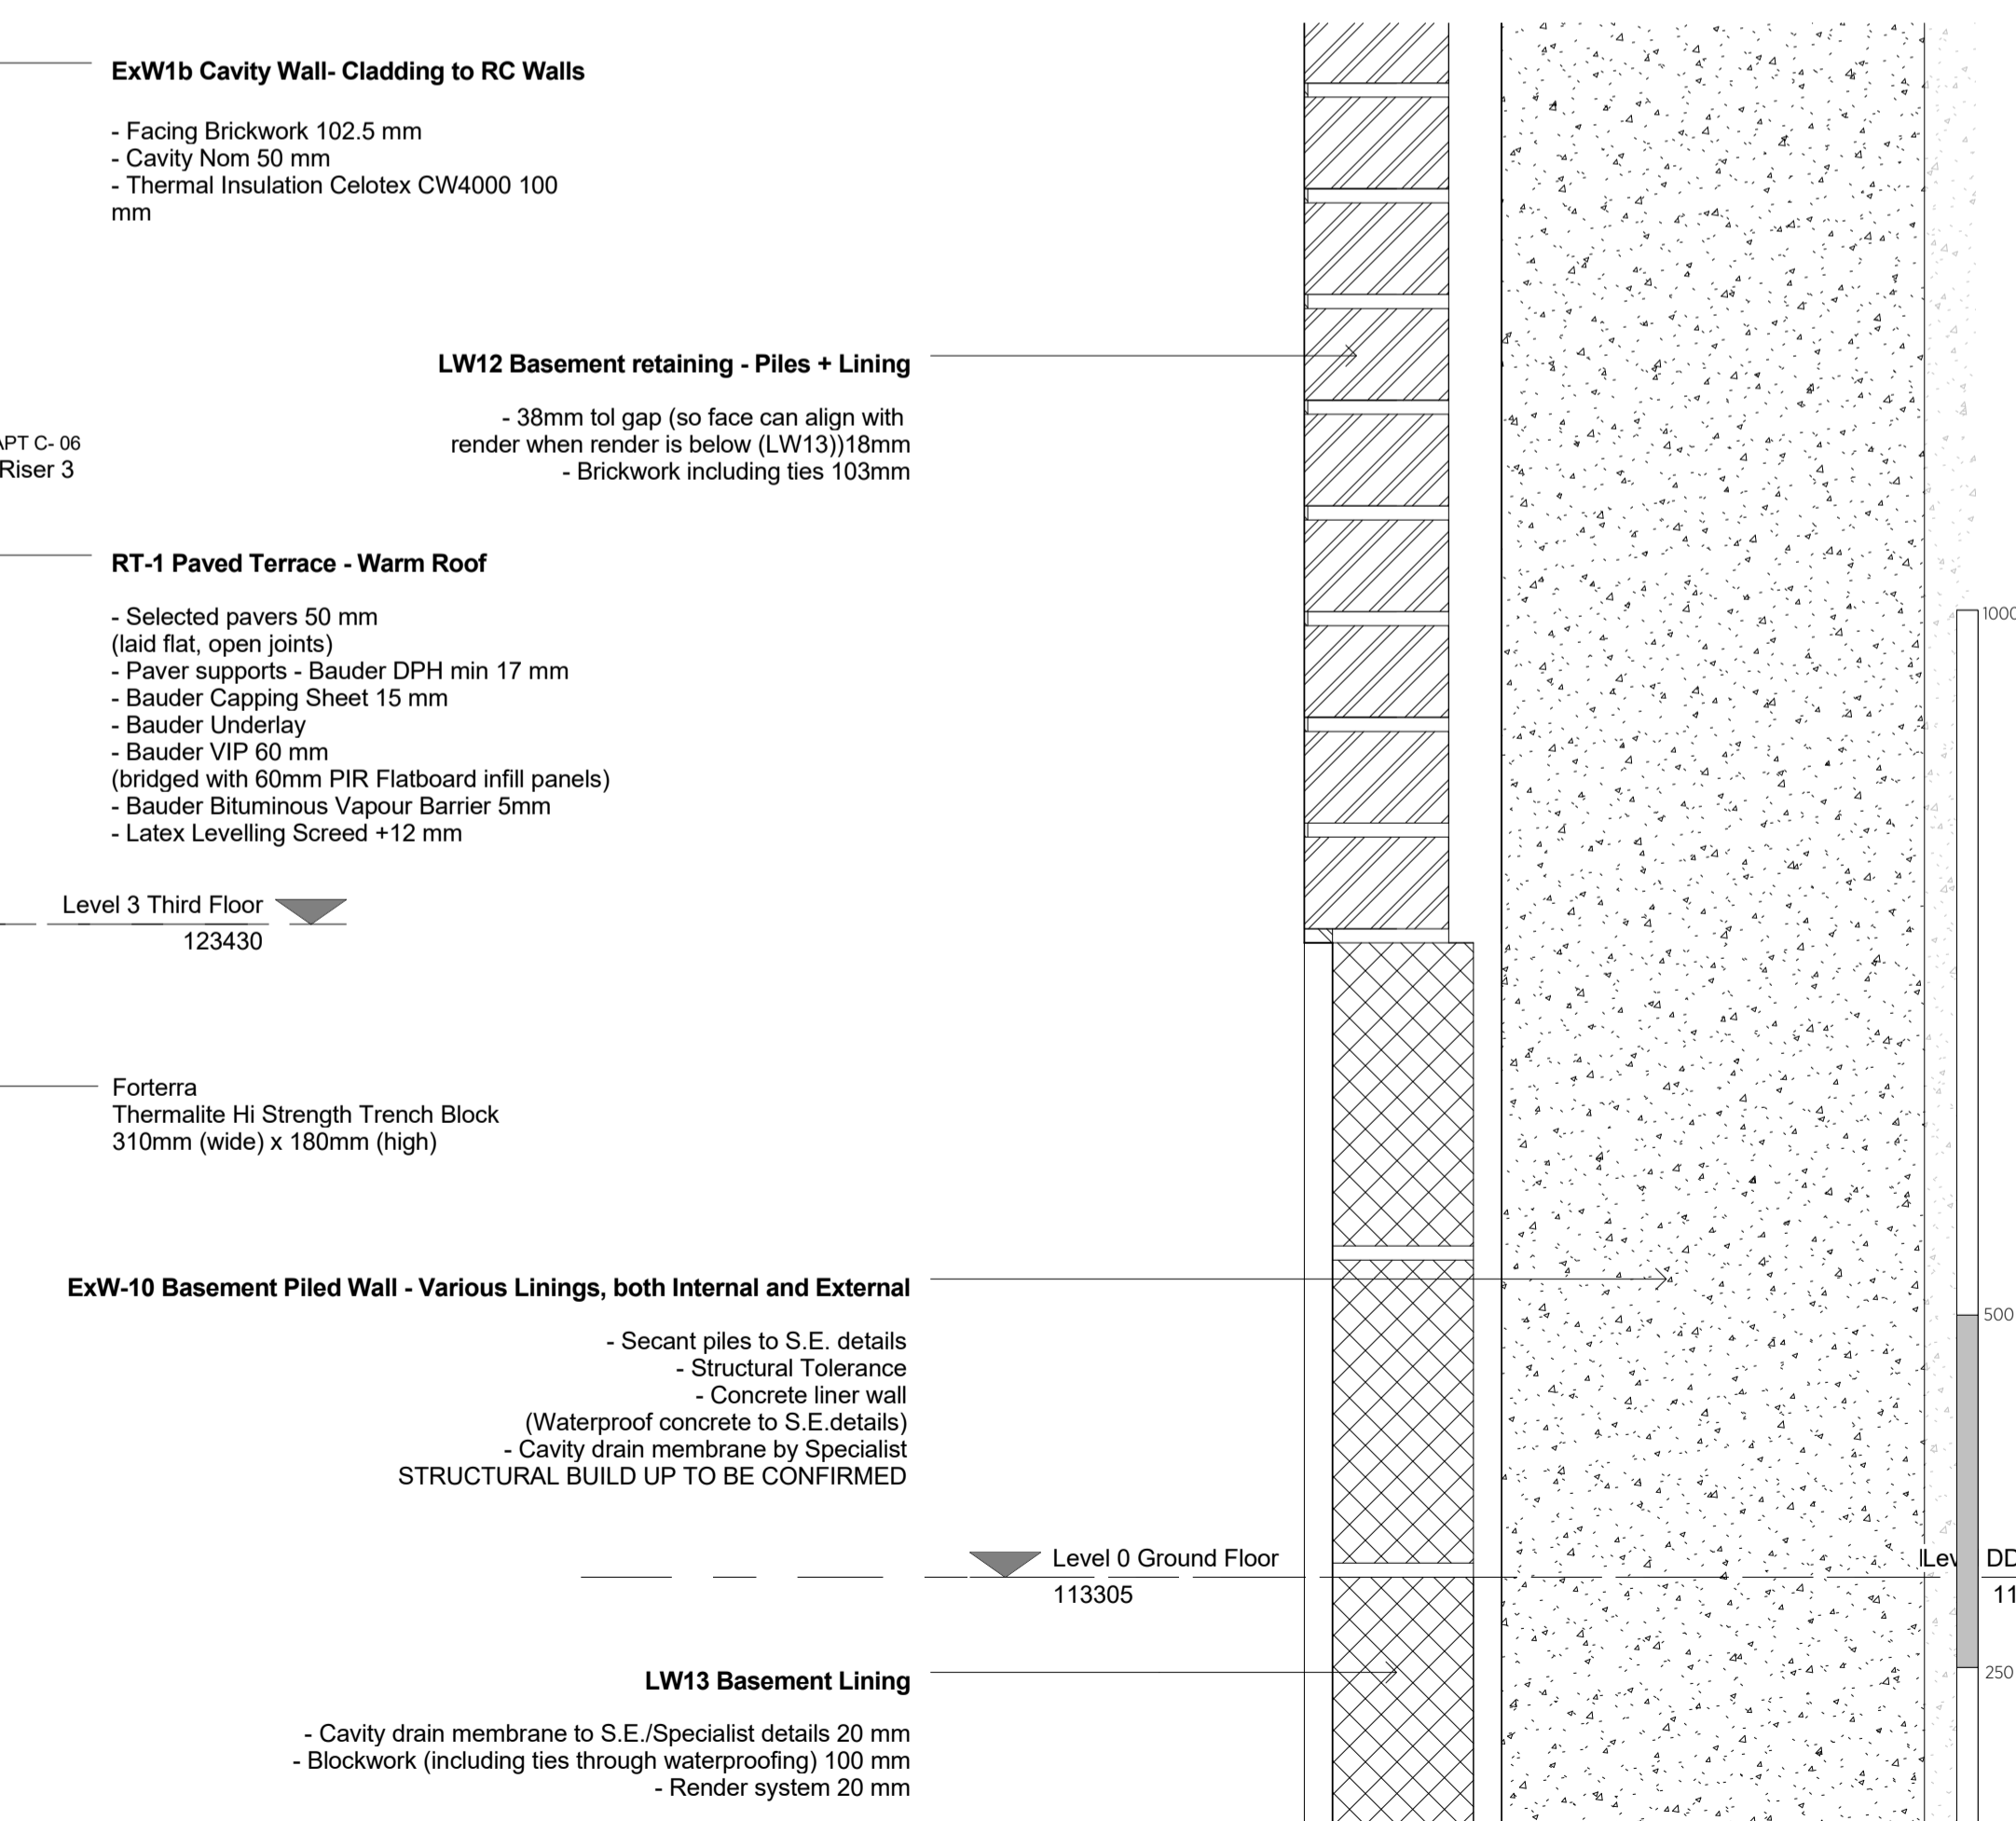 ExW1b Cavity Wall- Cladding to RC Walls
- Facing Brickwork 102.5 mm
- Cavity Nom 50 mm
- Thermal Insulation Celotex CW4000 100
mm
LW12 Basement retaining - Piles + Lining
- 38mm tol gap (so face can align with
render when render is below (LW13))18mm
- Brickwork including ties 103mm
APT C- 06
Riser 3
RT-1 Paved Terrace - Warm Roof
- Selected pavers 50 mm
(laid flat, open joints)
- Paver supports - Bauder DPH min 17 mm
- Bauder Capping Sheet 15 mm
- Bauder Underlay
- Bauder VIP 60 mm
(bridged with 60mm PIR Flatboard infill panels)
- Bauder Bituminous Vapour Barrier 5mm
- Latex Levelling Screed +12 mm
1000
Level 3 Third Floor
123430
Forterra
Thermalite Hi Strength Trench Block
310mm (wide) x 180mm (high)
ExW-10 Basement Piled Wall - Various Linings, both Internal and External
- Secant piles to S.E. details
- Structural Tolerance
- Concrete liner wall
(Waterproof concrete to S.E.details)
- Cavity drain membrane by Specialist
STRUCTURAL BUILD UP TO BE CONFIRMED
500
Level 0 Ground Floor
113305
LW13 Basement Lining
- Cavity drain membrane to S.E./Specialist details 20 mm
- Blockwork (including ties through waterproofing) 100 mm
- Render system 20 mm
250